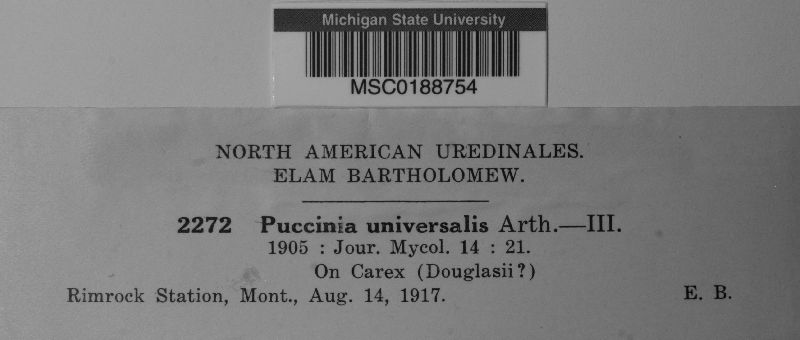 Michigan State University
MSC0188754
NORTH AMERICAN UREDINALES.
ELAM BARTHOLOMEW.
2272 Puccinia universalis Arth.—III.
1905 : Jour. Mycol. 14 : 21.
On Carex (Douglasii?)
Rimrock Station, Mont., Aug. 14, 1917. E. B.